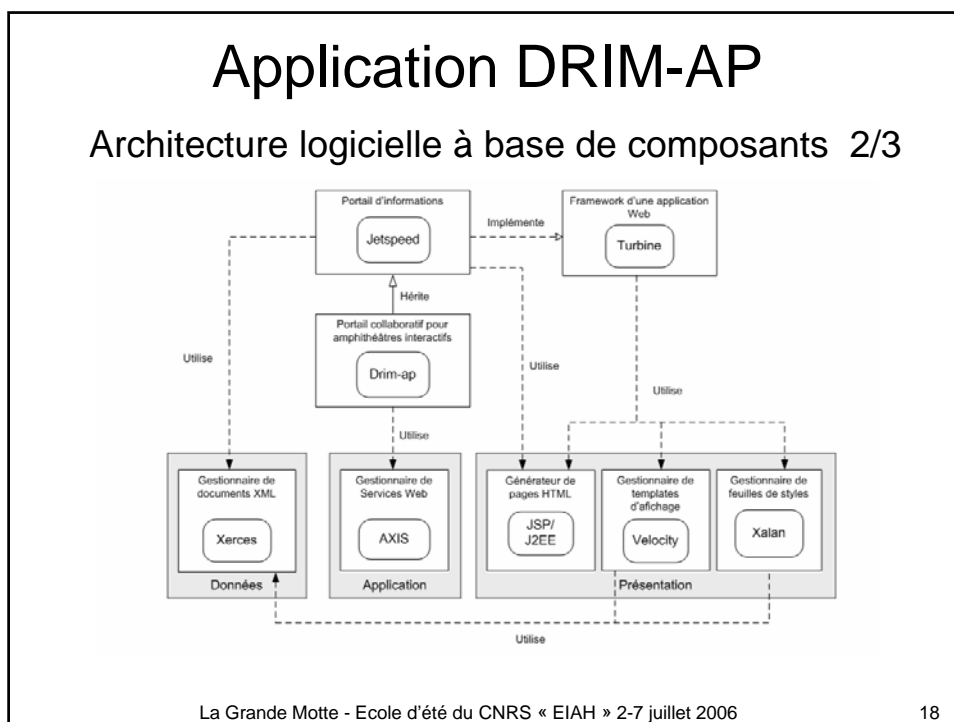 Application DRIM-AP
Architecture logicielle à base de composants 2/3
Portail d'informations
Jetspeed
Implémente
Framework d'une application
Web
Turbine
Hérite
Portail collaboratif pour
amphithéâtres interactifs
Drim-ap
Utilise
Utilise
Utilise
Utilise
Gestionnaire de
documents XML
Xerces
Données
Gestionnaire de
Services Web
AXIS
Application
Générateur de
pages HTML
JSP/
J2EE
Gestionnaire de
templates
d'afichage
Velocity
Gestionnaire de
feuilles de styles
Xalan
Présentation
Utilise
La Grande Motte - Ecole d'été du CNRS « EIAH » 2-7 juillet 2006
18